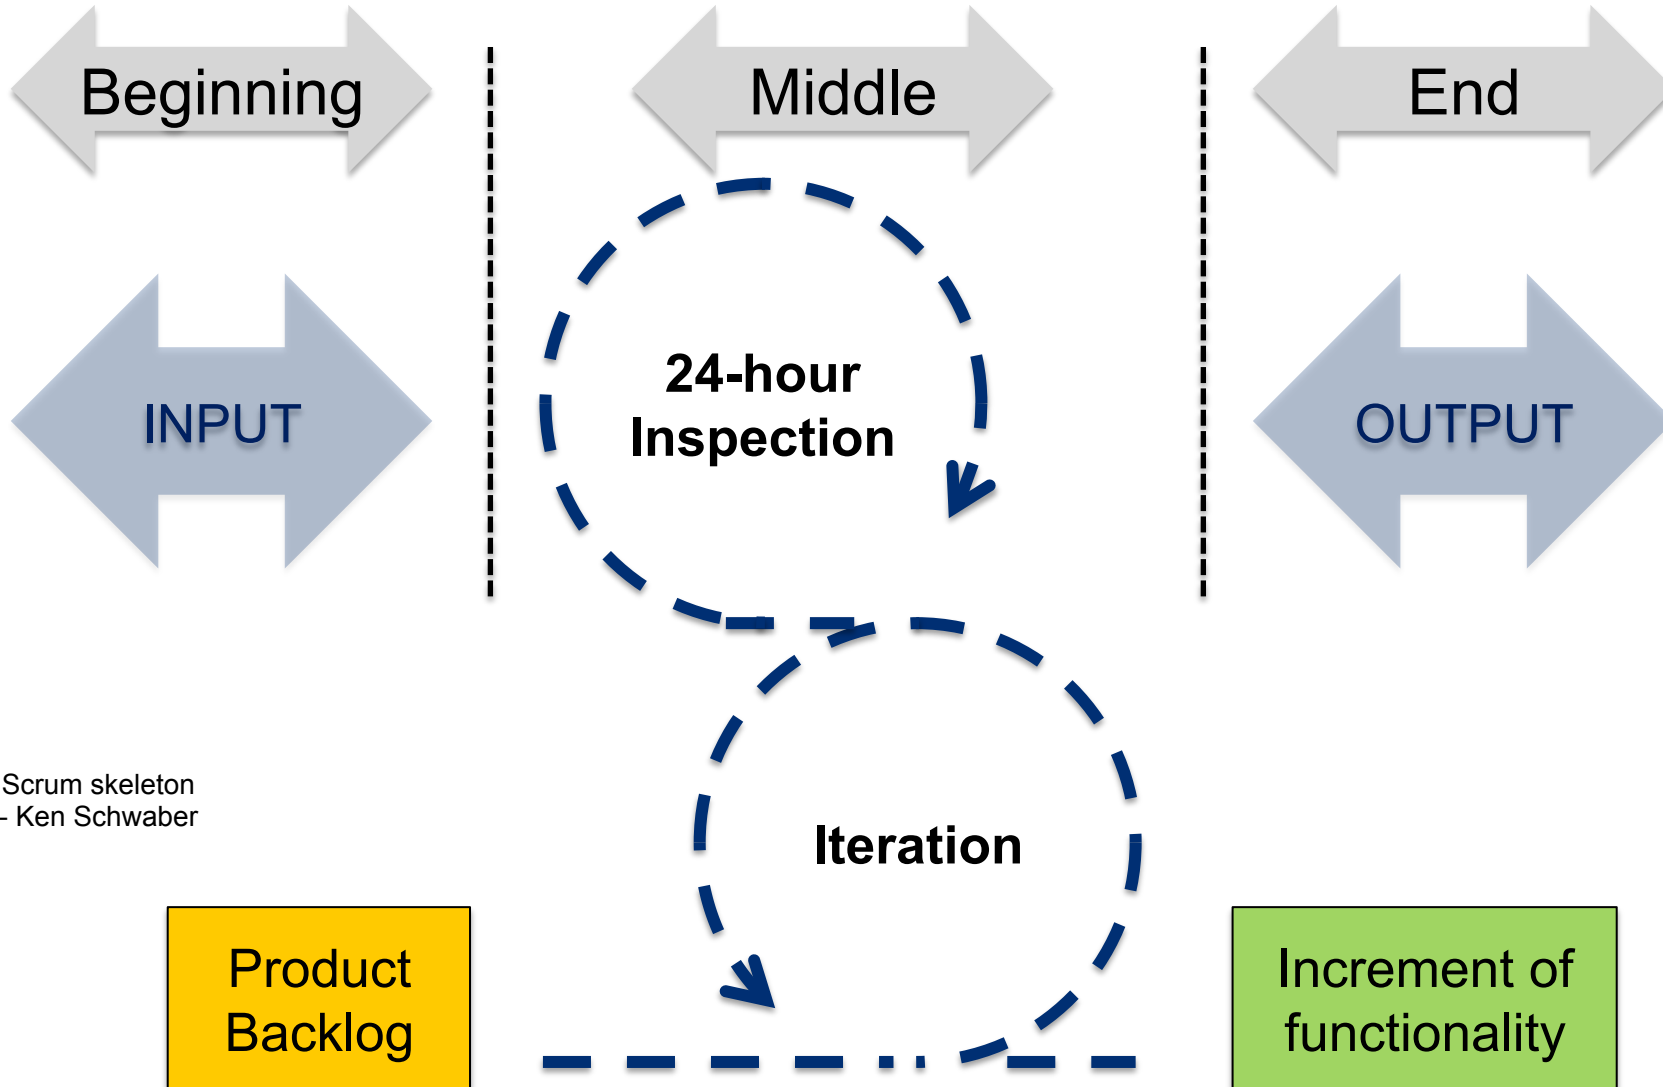 Beginning
Middle
End
INPUT
24-hour
Inspection
OUTPUT
Scrum skeleton
- Ken Schwaber
Iteration
Product
Backlog
Increment of
functionality